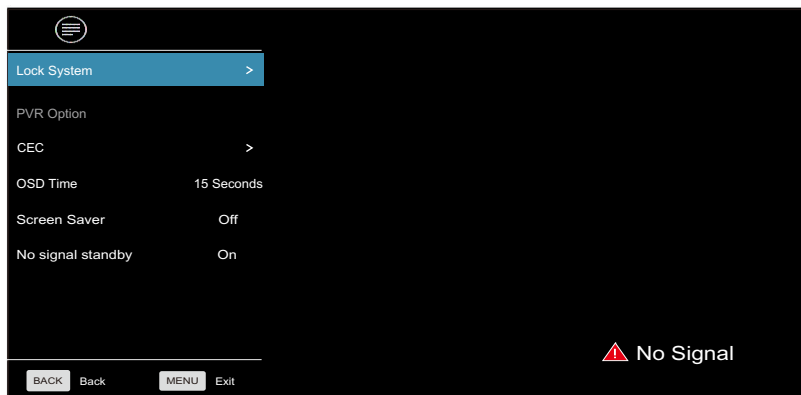 Lock System >
PVR Option
CEC >
OSD Time 15 Seconds
Screen Saver Off
No signal standby On
No Signal
BACK Back MENU Exit